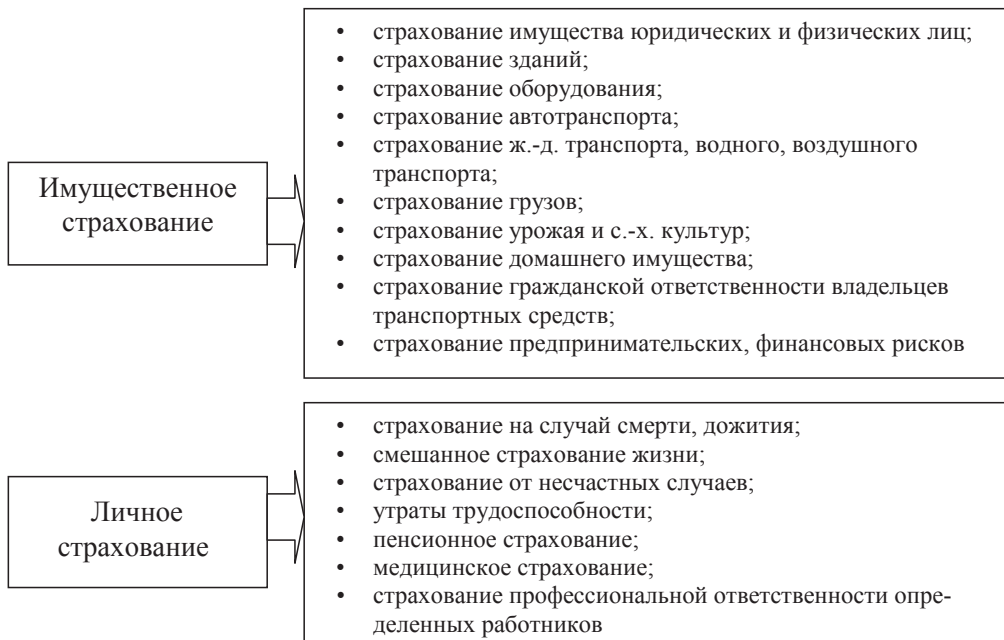 Имущественное
страхование
• страхование имущества юридических и физических лиц;
• страхование зданий;
• страхование оборудования;
• страхование автотранспорта;
• страхование ж.-д. транспорта, водного, воздушного
транспорта;
• страхование грузов;
• страхование урожая и с.-х. культур;
• страхование домашнего имущества;
• страхование гражданской ответственности владельцев
транспортных средств;
• страхование предпринимательских, финансовых рисков
Личное
страхование
• страхование на случай смерти, дожития;
• смешанное страхование жизни;
• страхование от несчастных случаев;
• утраты трудоспособности;
• пенсионное страхование;
• медицинское страхование;
• страхование профессиональной ответственности опре-
деленных работников